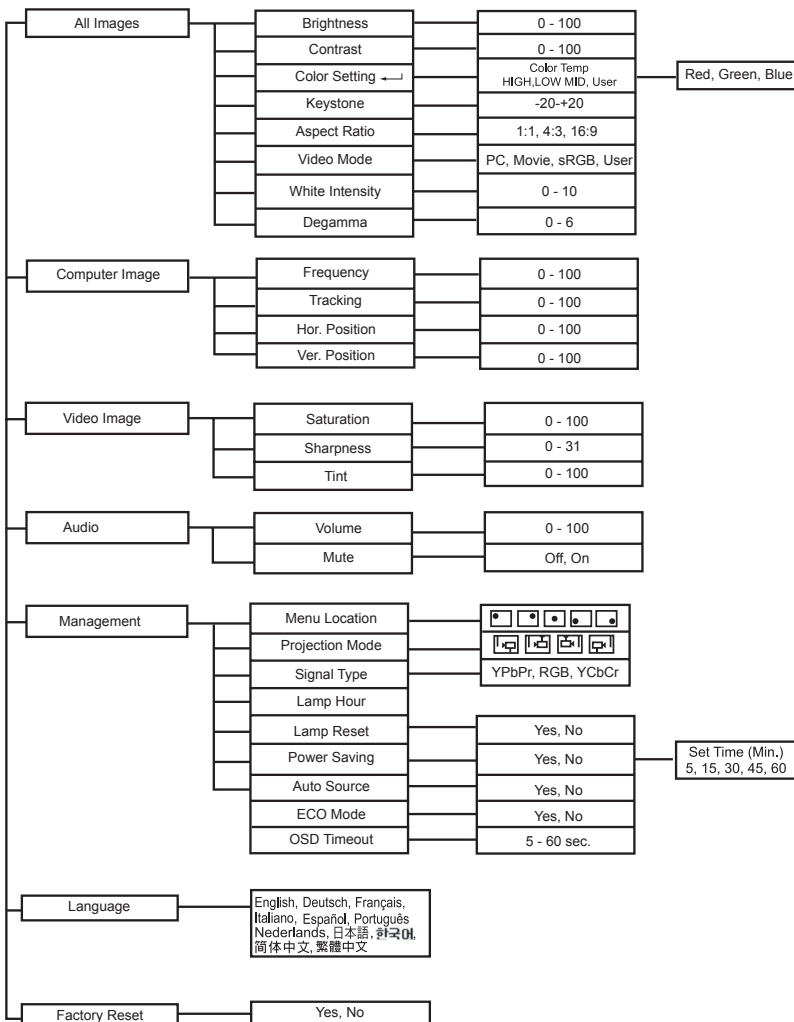 All Images
Brightness
0 - 100
Contrast
0 - 100
Color Setting
Color Temp
HIGH,LOW MID, User
Red, Green, Blue
Keystone
-20-+20
Aspect Ratio
1:1, 4:3, 16:9
Video Mode
PC, Movie, sRGB, User
White Intensity
0 - 10
Degamma
0 - 6
Computer Image
Frequency
0 - 100
Tracking
0 - 100
Hor. Position
0 - 100
Ver. Position
0 - 100
Video Image
Saturation
0 - 100
Sharpness
0 - 31
Tint
0 - 100
Audio
Volume
0 - 100
Mute
Off, On
Management
Menu Location
Projection Mode
Signal Type
YPbPr, RGB, YCbCr
Lamp Hour
Lamp Reset
Yes, No
Power Saving
Yes, No
Set Time (Min.)
5, 15, 30, 45, 60
Auto Source
Yes, No
ECO Mode
Yes, No
OSD Timeout
5 - 60 sec.
Language
English, Deutsch, Français,
Italiano, Español, Português
Nederlands, 日本語, 한국어,
简体中文, 繁體中文
Factory Reset
Yes, No